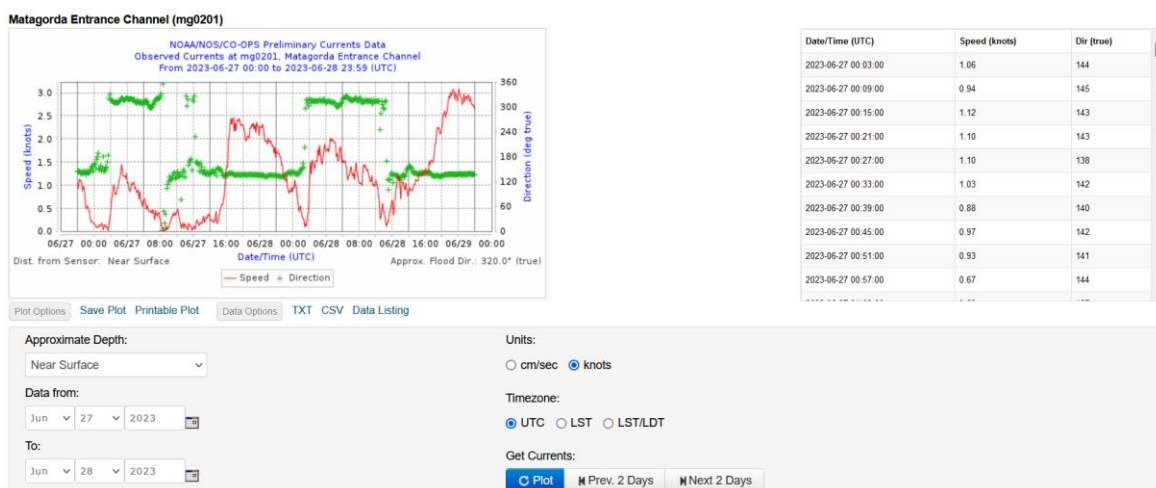 Matagorda Entrance Channel (mg0201)
NOAA/NOS/CO-OPS Preliminary Currents Data
Observed Currents at mg0201, Matagorda Entrance Channel
From 2023-06-27 00:00 to 2023-06-28 23:59 (UTC)
Speed (knots)
3.0
2.5
2.0
1.5
1.0
0.5
0.0
360
300
240
180
120
60
0
Direction (deg true)
06/27 00:00 06/27 08:00 06/27 16:00 06/28 00:00 06/28 08:00 06/28 16:00 06/29 00:00
Dist. from Sensor: Near Surface Date/Time (UTC) Approx. Flood Dir.: 320.0° (true)
Speed + Direction
Date/Time (UTC) Speed (knots) Dir (true)
2023-06-27 00:03:00 1.06 144
2023-06-27 00:09:00 0.94 145
2023-06-27 00:15:00 1.12 143
2023-06-27 00:21:00 1.10 143
2023-06-27 00:27:00 1.10 138
2023-06-27 00:33:00 1.03 142
2023-06-27 00:39:00 0.88 140
2023-06-27 00:45:00 0.97 142
2023-06-27 00:51:00 0.93 141
2023-06-27 00:57:00 0.67 144
Plot Options Save Plot Printable Plot Data Options TXT CSV Data Listing
Approximate Depth:
Near Surface
Data from:
Jun 27 2023
To:
Jun 28 2023
Units:
cm/sec knots
Timezone:
UTC LST LST/LDT
Get Currents:
Plot Prev. 2 Days Next 2 Days